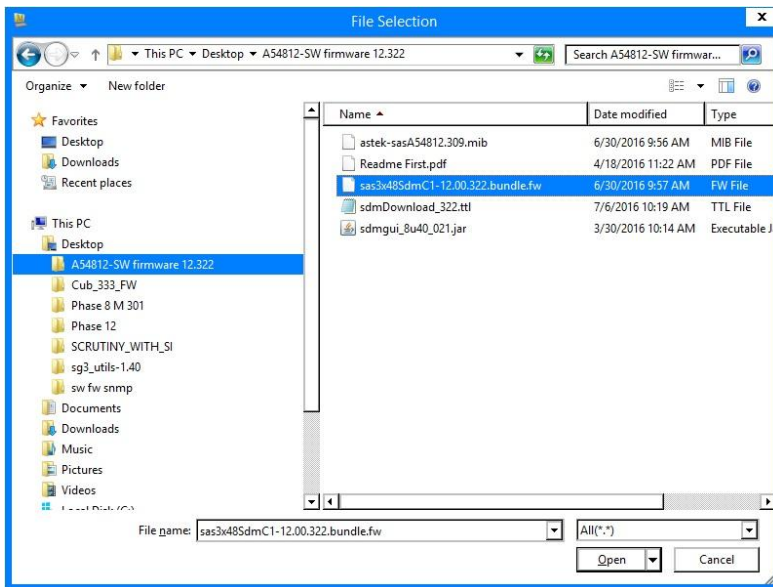 File Selection
x
This PC Desktop A54812-SW firmware 12.322
Search A54812-SW firmwar...
Organize New folder
Favorites
Desktop
Downloads
Recent places
This PC
Desktop
A54812-SW firmware 12.322
Cub_333_FW
Phase 8 M 301
Phase 12
SCRUTINY_WITH_SI
sg3_utils-1.40
sw fw snmp
Documents
Downloads
Music
Pictures
Videos
Local Disk (C:)
Name Date modified Type
astek-sasA54812.309.mib 6/30/2016 9:56 AM MIB File
Readme First.pdf 4/18/2016 11:22 AM PDF File
sas3x48SdmC1-12.00.322.bundle.fw 6/30/2016 9:57 AM FW File
sdmDownload_322.ttl 7/6/2016 10:19 AM TTL File
sdmgui_8u40_021.jar 3/30/2016 10:14 AM Executable J
File name: sas3x48SdmC1-12.00.322.bundle.fw All(*.*)
Open Cancel